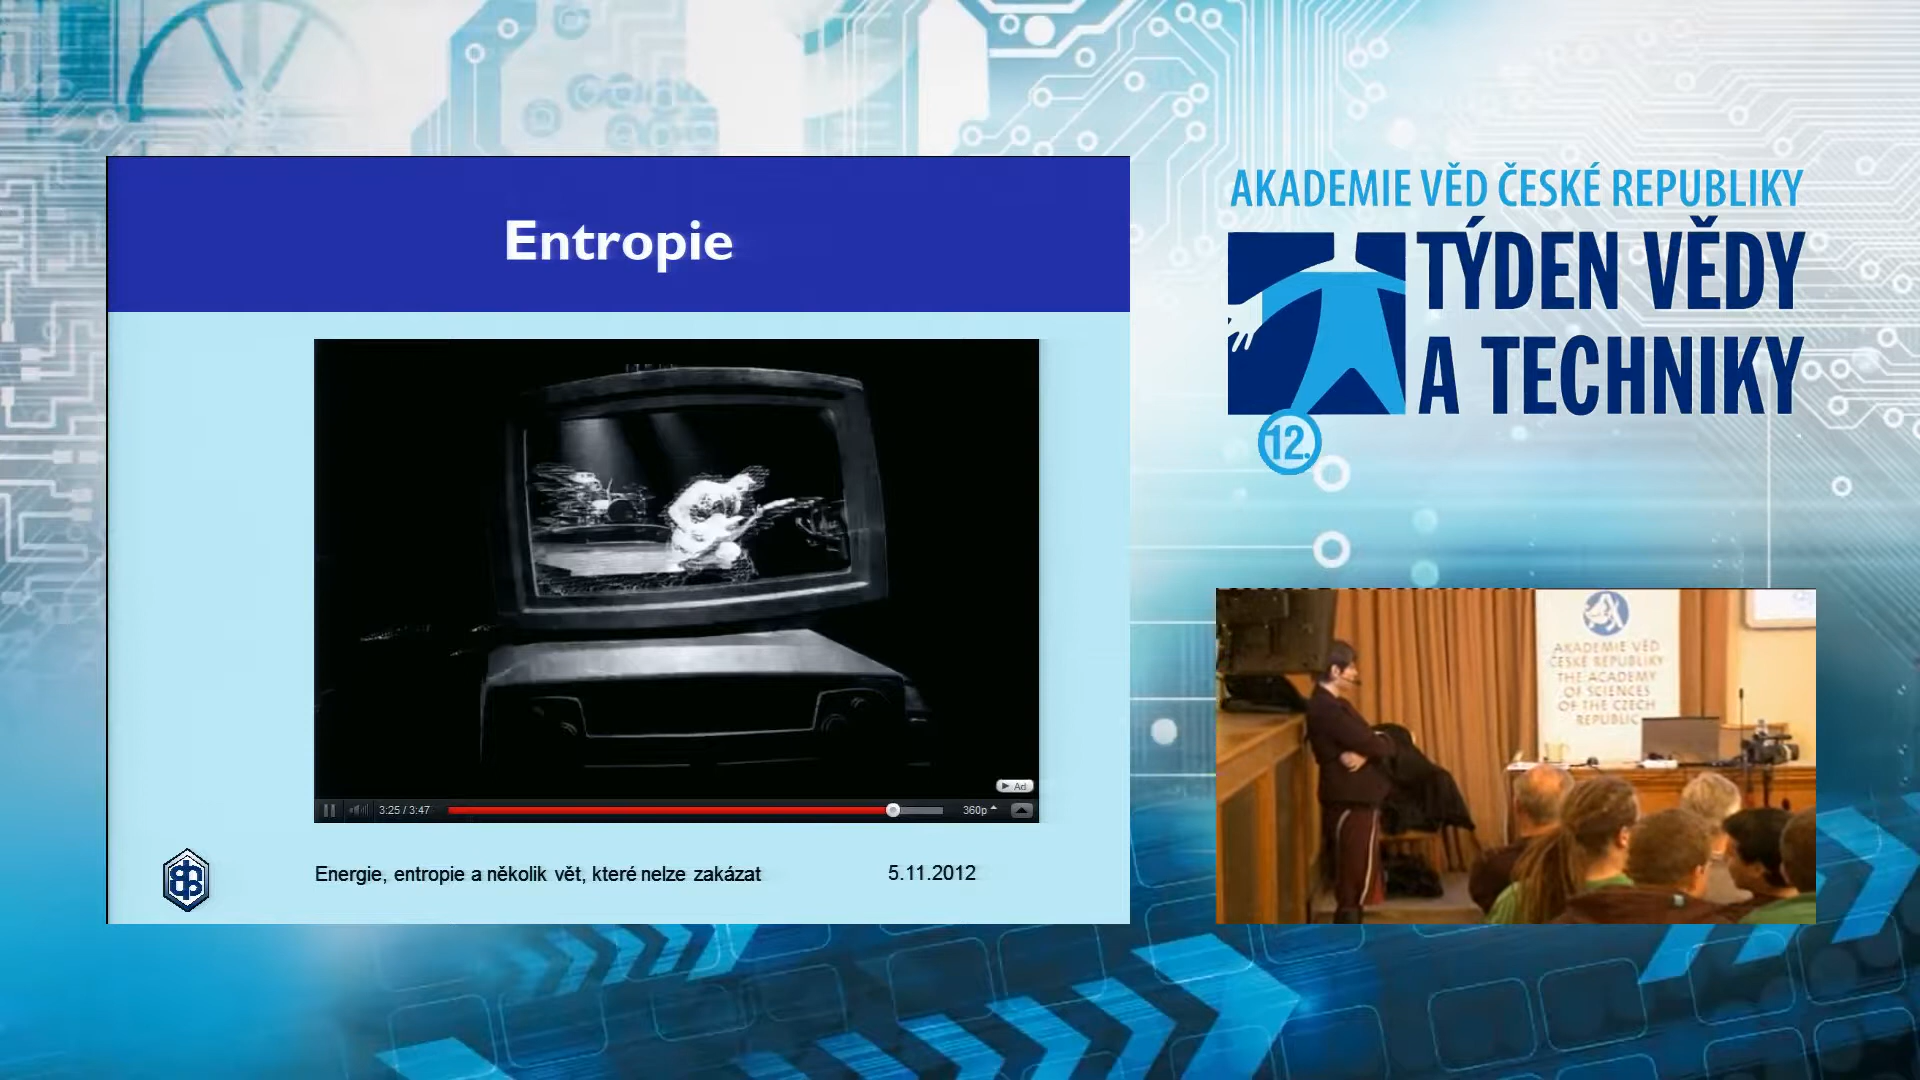 Entropie
Ad
3:25 / 3:47
360p
Energie, entropie a několik vět, které nelze zakázat
5.11.2012
AKADEMIE VĚD ČESKÉ REPUBLIKY
TÝDEN VĚDY
A TECHNIKY
12.
AKADEMIE VĚD
ČESKÉ REPUBLIKY
THE ACADEMY
OF SCIENCES
OF THE CZECH
REPUBLIC